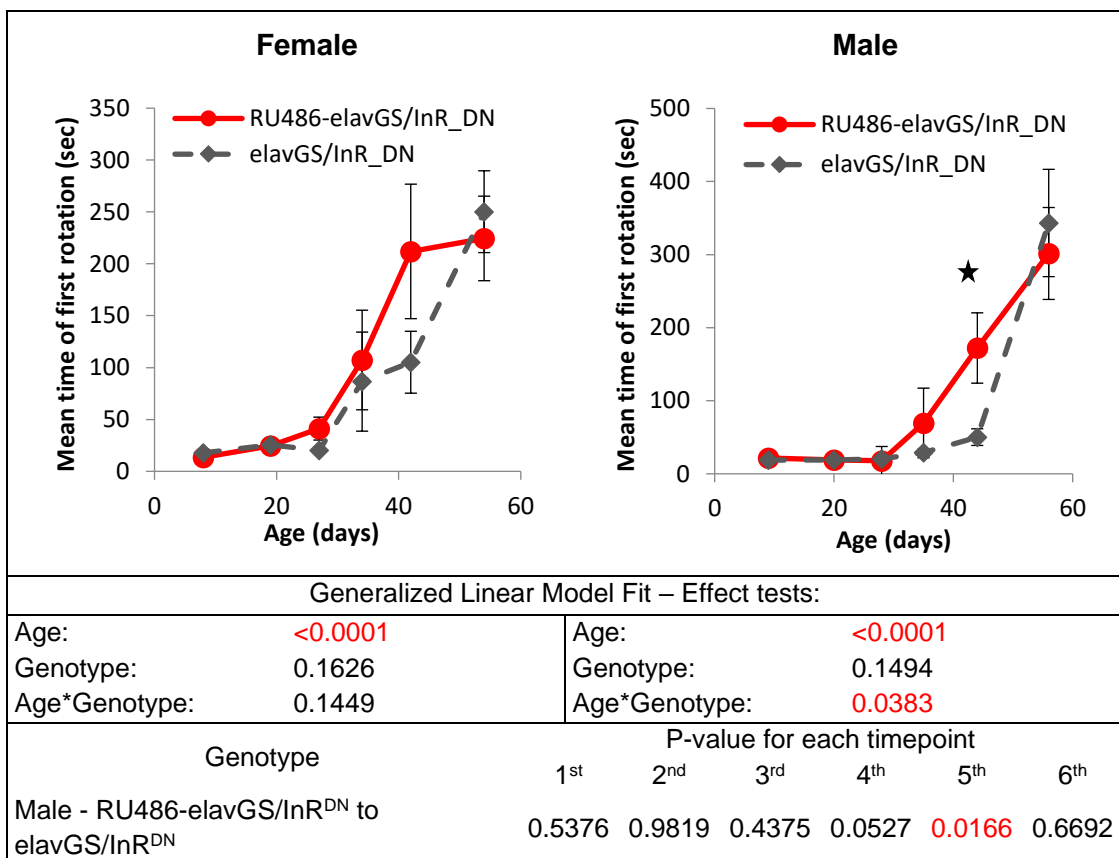 Female
Male
RU486-elavGS/InR_DN
elavGS/InR_DN
Mean time of first rotation (sec)
350
300
250
200
150
100
50
0
0 20 40 60
Age (days)
RU486-elavGS/InR_DN
elavGS/InR_DN
Mean time of first rotation (sec)
500
400
300
200
100
0
0 20 40 60
Age (days)
Generalized Linear Model Fit – Effect tests:
Age: <0.0001
Genotype: 0.1626
Age*Genotype: 0.1449
Age: <0.0001
Genotype: 0.1494
Age*Genotype: 0.0383
Genotype
P-value for each timepoint
1st 2nd 3rd 4th 5th 6th
Male - RU486-elavGS/InRDN to
elavGS/InRDN
0.5376 0.9819 0.4375 0.0527 0.0166 0.6692